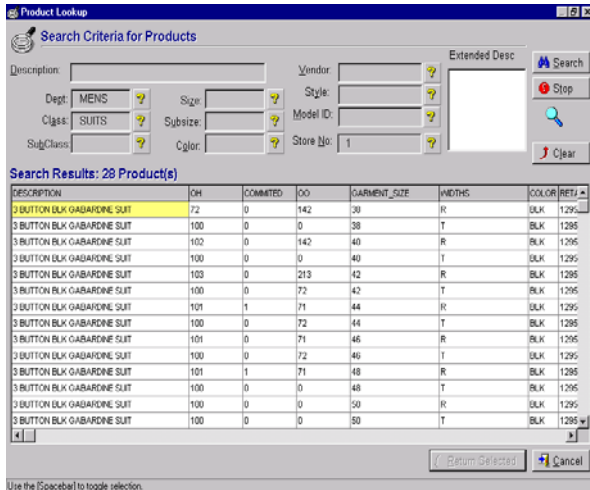 Product Lookup
Search Criteria for Products
Extended Desc
Search
Description:
Vendor:
Stop
Dept: MENS
Size:
Style:
Class: SUITS
Subsize:
Model ID:
SubClass:
Color:
Store No: 1
Clear
Search Results: 28 Product(s)
DESCRIPTION OH COMMITED OO GARMENT_SIZE WIDTHS COLOR RETA
3 BUTTON BLK GABARDINE SUIT 72 0 142 38 R BLK 1295
3 BUTTON BLK GABARDINE SUIT 100 0 0 38 T BLK 1295
3 BUTTON BLK GABARDINE SUIT 102 0 142 40 R BLK 1295
3 BUTTON BLK GABARDINE SUIT 100 0 0 40 T BLK 1295
3 BUTTON BLK GABARDINE SUIT 103 0 213 42 R BLK 1295
3 BUTTON BLK GABARDINE SUIT 100 0 72 42 T BLK 1295
3 BUTTON BLK GABARDINE SUIT 101 1 71 44 R BLK 1295
3 BUTTON BLK GABARDINE SUIT 100 0 72 44 T BLK 1295
3 BUTTON BLK GABARDINE SUIT 101 0 71 46 R BLK 1295
3 BUTTON BLK GABARDINE SUIT 100 0 72 46 T BLK 1295
3 BUTTON BLK GABARDINE SUIT 101 1 71 48 R BLK 1295
3 BUTTON BLK GABARDINE SUIT 100 0 0 48 T BLK 1295
3 BUTTON BLK GABARDINE SUIT 100 0 0 50 R BLK 1295
3 BUTTON BLK GABARDINE SUIT 100 0 0 50 T BLK 1295
Return Selected
Cancel
Use the [Spacebar] to toggle selection.